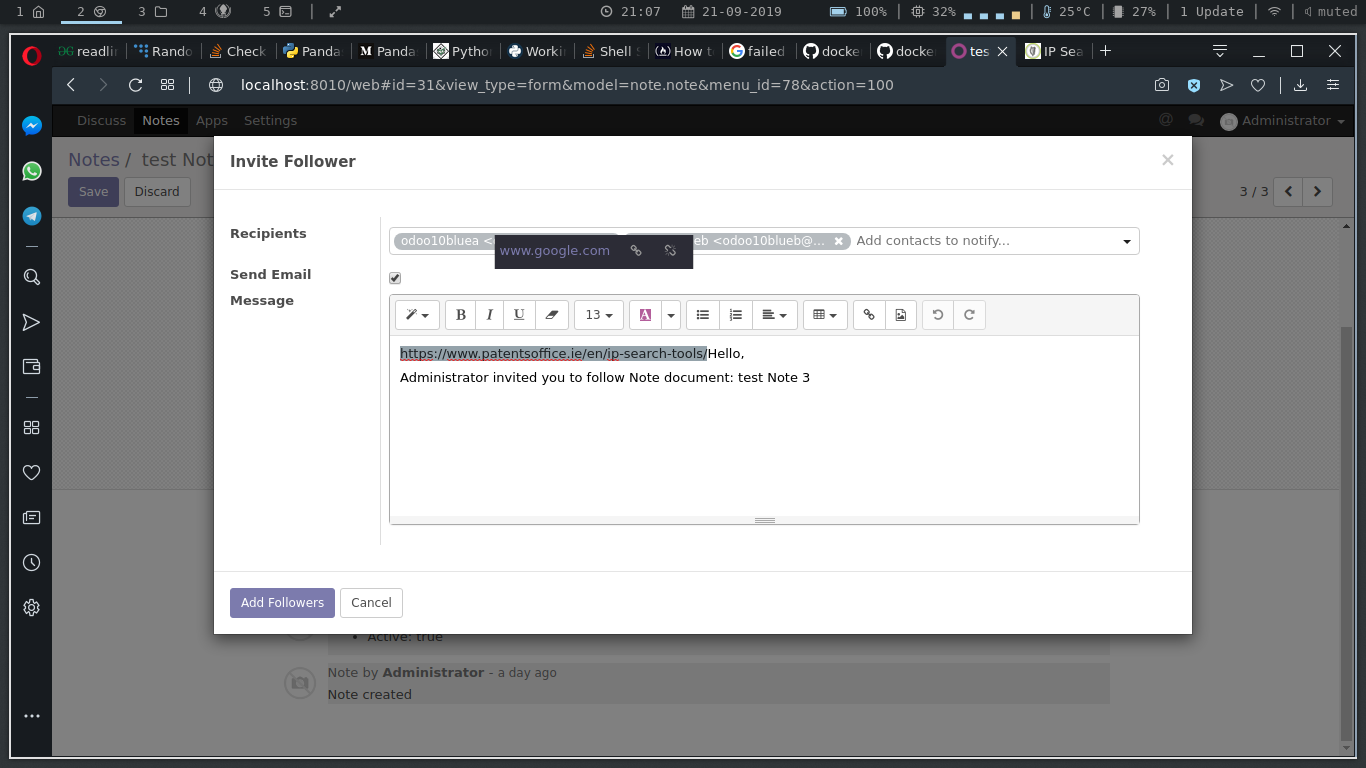 1 2 3 4 5 21:07 21-09-2019 100% 32% 25°C 27% 1 Update muted
readlin Rando Check Panda Panda Pytho Worki Shell S How to failed docke docke tes IP Sea
localhost:8010/web#id=31&view_type=form&model=note.note&menu_id=78&action=100
Discuss Notes Apps Settings @ Administrator
Notes / test Not
Save Discard 3 / 3
Invite Follower ×
Recipients odoo10bluea < eb <odoo10blueb@... Add contacts to notify...
www.google.com
Send Email
Message
B I U 13 A
https://www.patentsoffice.ie/en/ip-search-tools/Hello,
Administrator invited you to follow Note document: test Note 3
Add Followers Cancel
• Active: true
Note by Administrator - a day ago
Note created